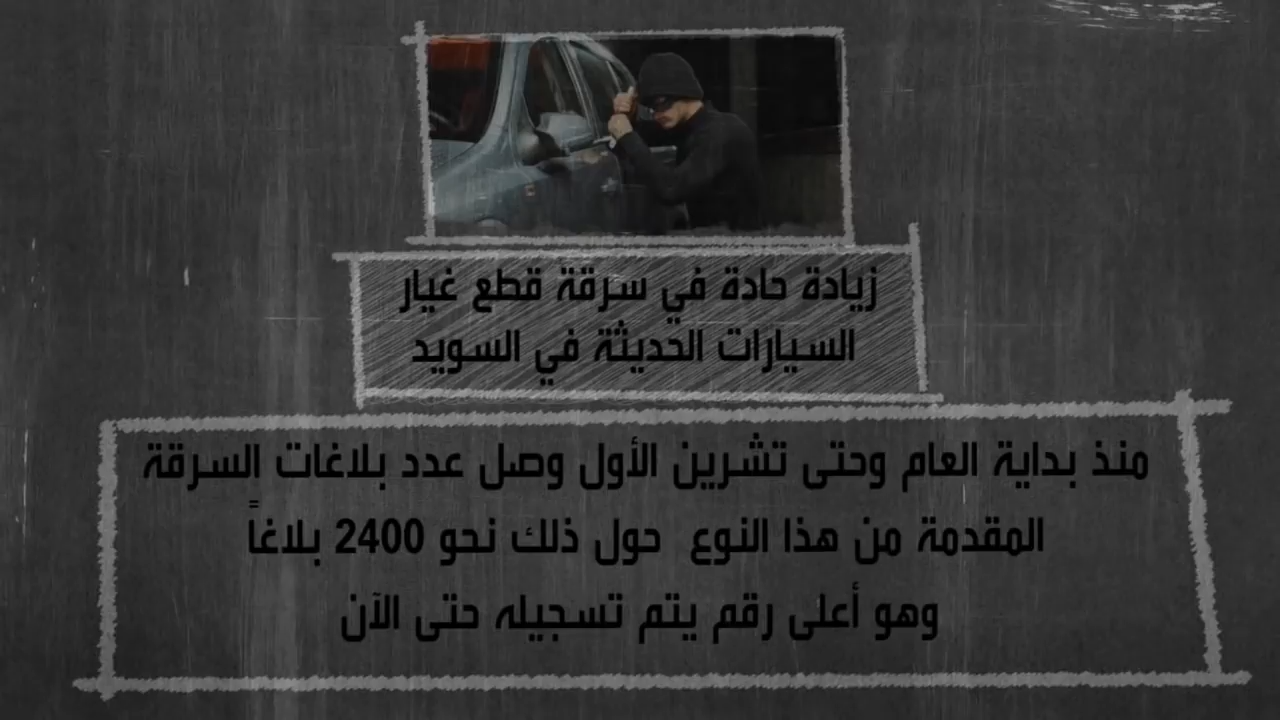 زيادة حادة في سرقة قطع غيار
السيارات الحديثة في السويد
منذ بداية العام وحتى تشرين الأول وصل عدد بلاغات السرقة
المقدمة من هذا النوع حول ذلك نحو 2400 بلاغاً
وهو أعلى رقم يتم تسجيله حتى الآن